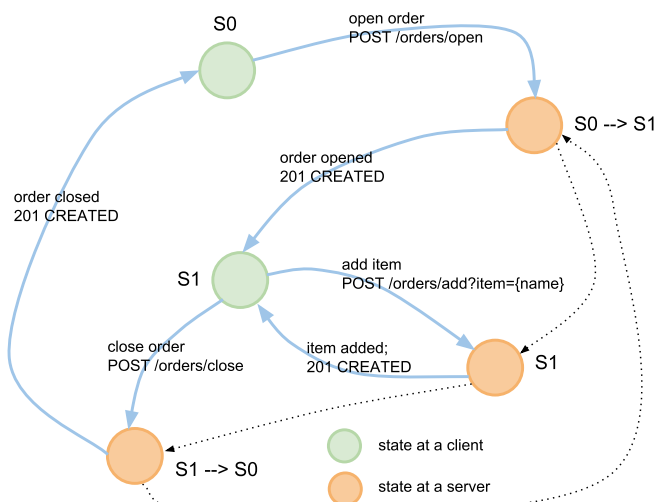 S0
open order
POST /orders/open
S0 --> S1
order opened
201 CREATED
order closed
201 CREATED
S1
add item
POST /orders/add?item={name}
close order
POST /orders/close
item added;
201 CREATED
S1
S1 --> S0
state at a client
state at a server